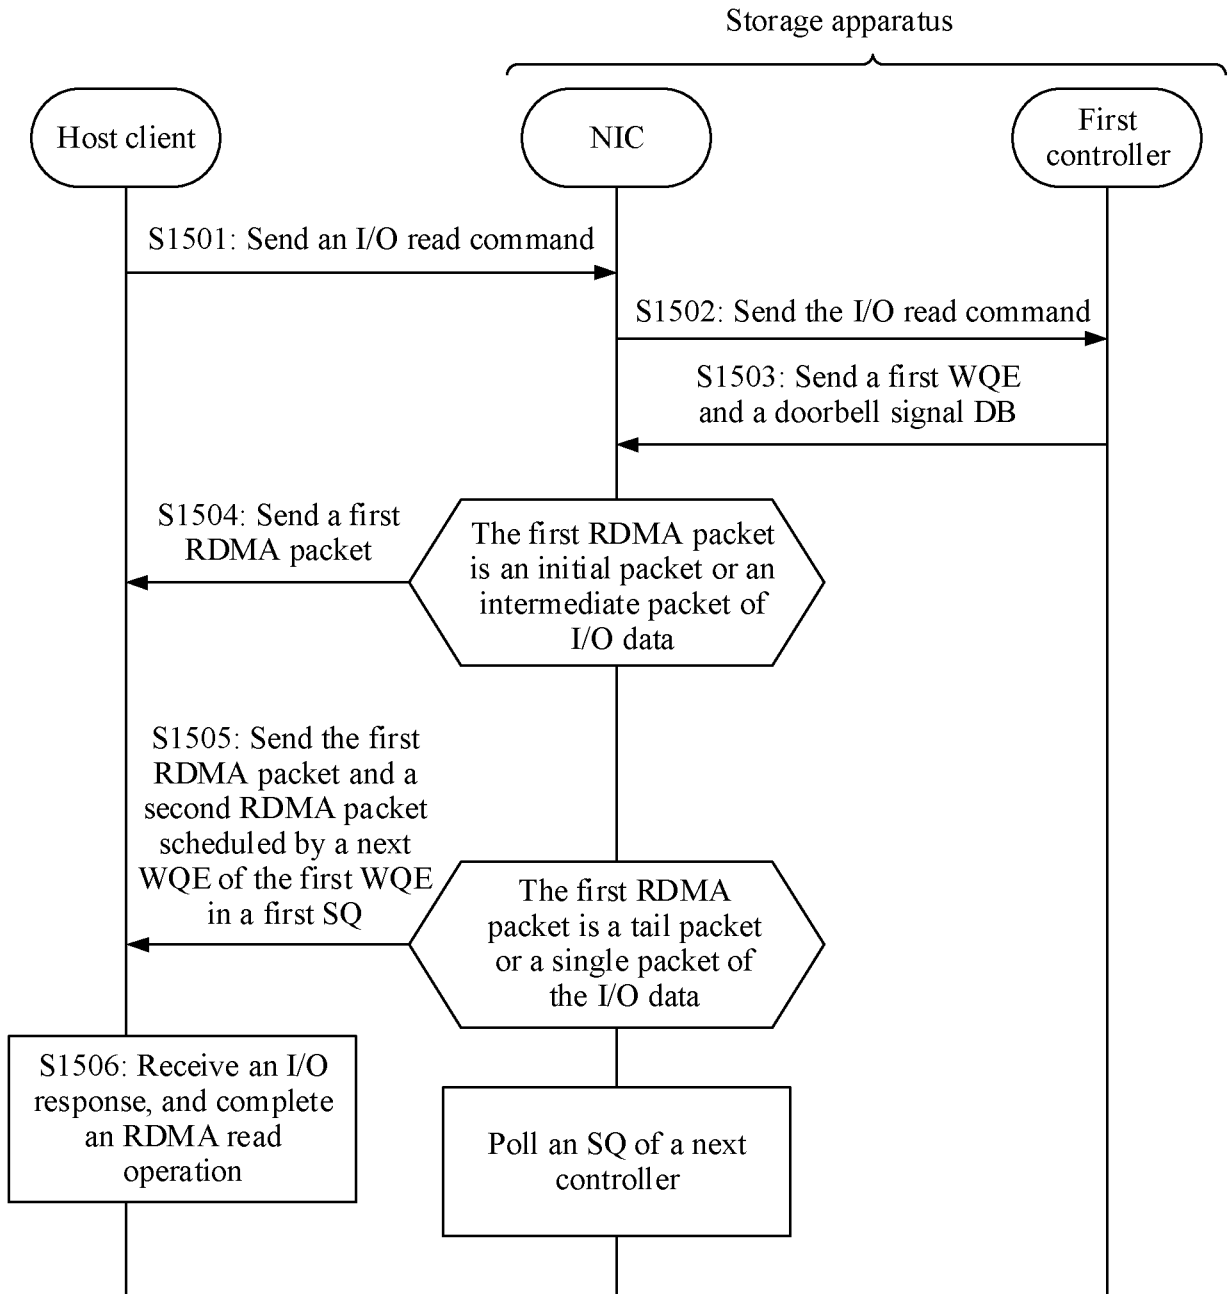 Storage apparatus
Host client
NIC
First
controller
S1501: Send an I/O read command
S1502: Send the I/O read command
S1503: Send a first WQE
and a doorbell signal DB
S1504: Send a first
RDMA packet
The first RDMA packet
is an initial packet or an
intermediate packet of
I/O data
S1505: Send the first
RDMA packet and a
second RDMA packet
scheduled by a next
WQE of the first WQE
in a first SQ
The first RDMA
packet is a tail packet
or a single packet of
the I/O data
S1506: Receive an I/O
response, and complete
an RDMA read
operation
Poll an SQ of a next
controller